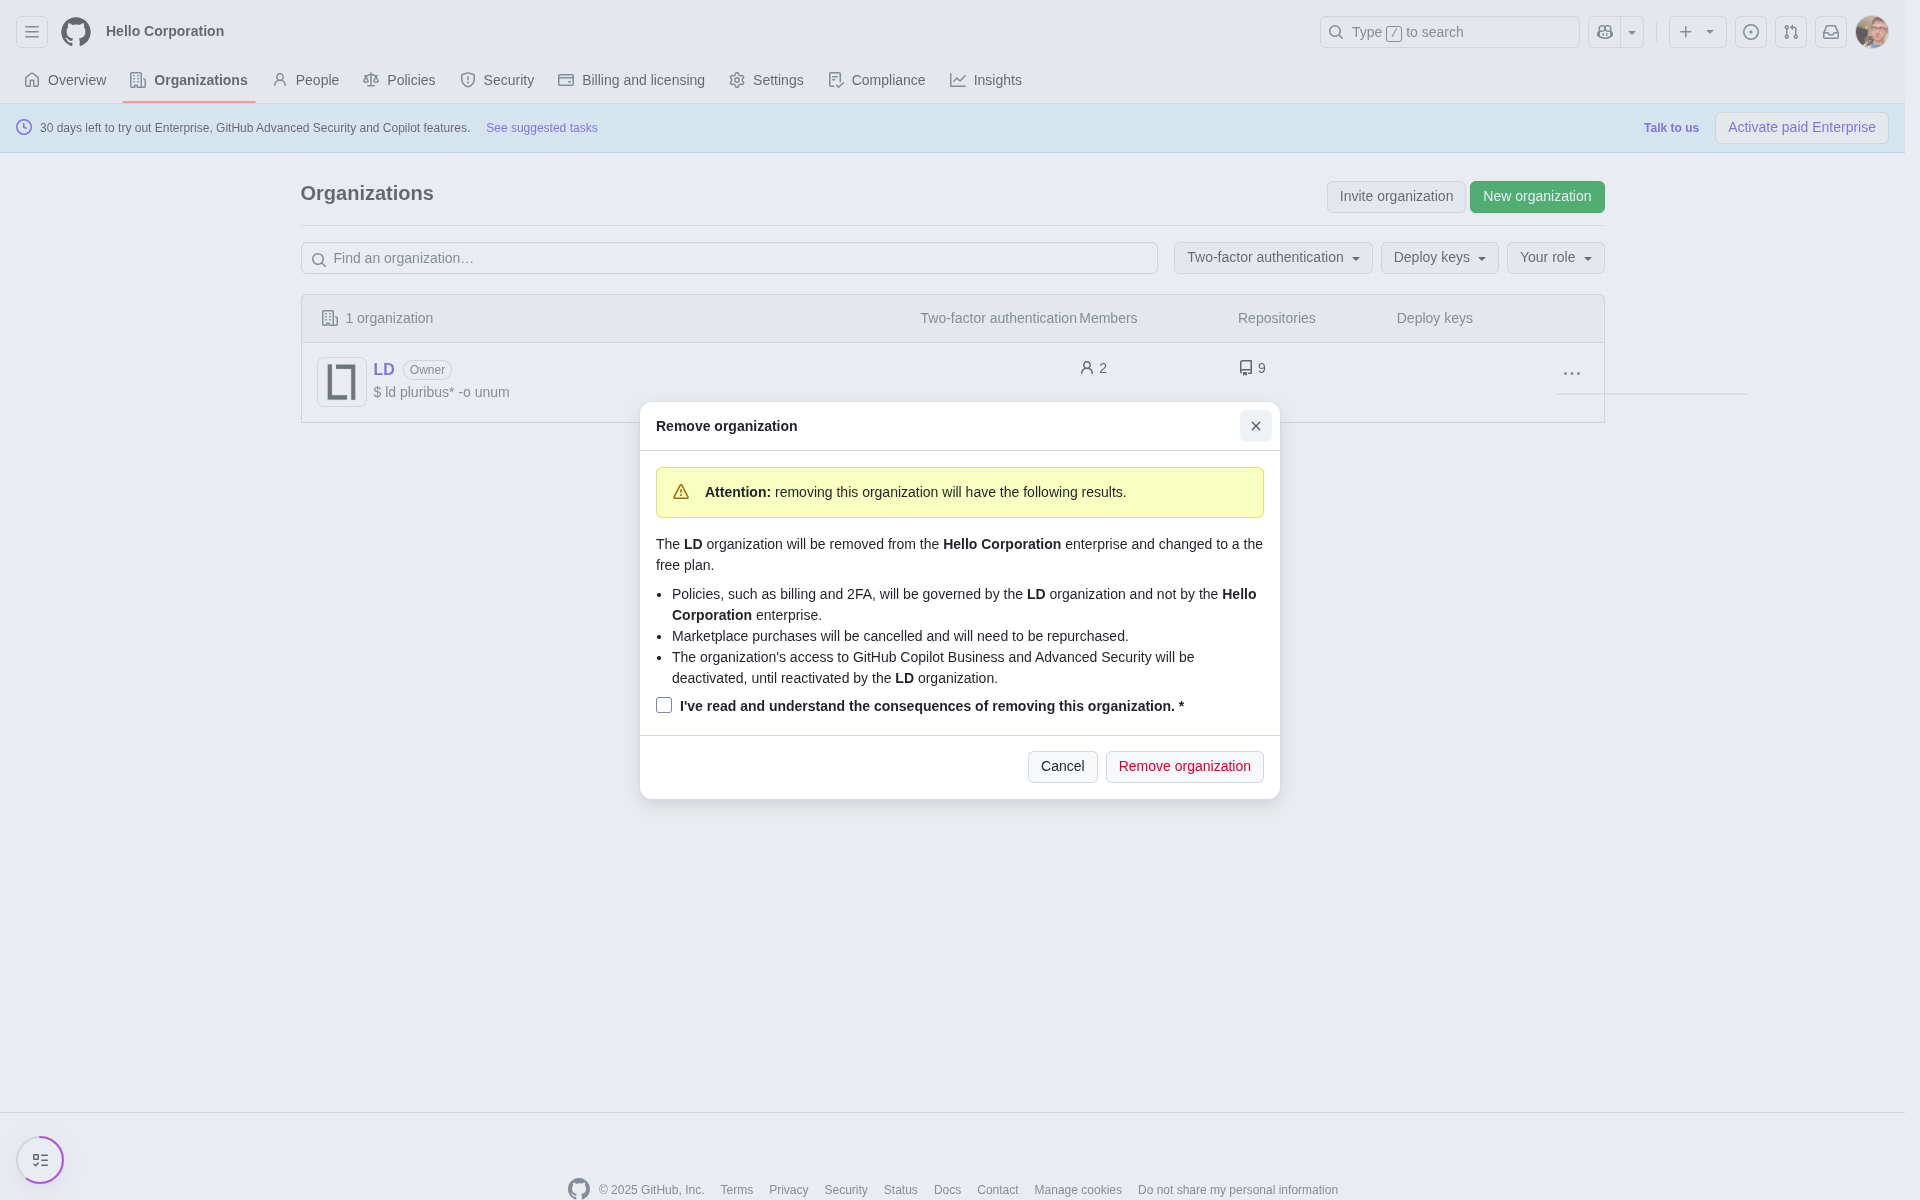 Hello Corporation
Type / to search
Overview Organizations People Policies Security Billing and licensing Settings Compliance Insights
30 days left to try out Enterprise, GitHub Advanced Security and Copilot features. See suggested tasks Talk to us Activate paid Enterprise
Organizations
Invite organization New organization
Find an organization…
Two-factor authentication Deploy keys Your role
1 organization Two-factor authentication Members Repositories Deploy keys
LD Owner 2 9
$ ld pluribus* -o unum
Remove organization
Attention: removing this organization will have the following results.
The LD organization will be removed from the Hello Corporation enterprise and changed to a the
free plan.
• Policies, such as billing and 2FA, will be governed by the LD organization and not by the Hello
Corporation enterprise.
• Marketplace purchases will be cancelled and will need to be repurchased.
• The organization's access to GitHub Copilot Business and Advanced Security will be
deactivated, until reactivated by the LD organization.
I've read and understand the consequences of removing this organization. *
Cancel Remove organization
© 2025 GitHub, Inc. Terms Privacy Security Status Docs Contact Manage cookies Do not share my personal information